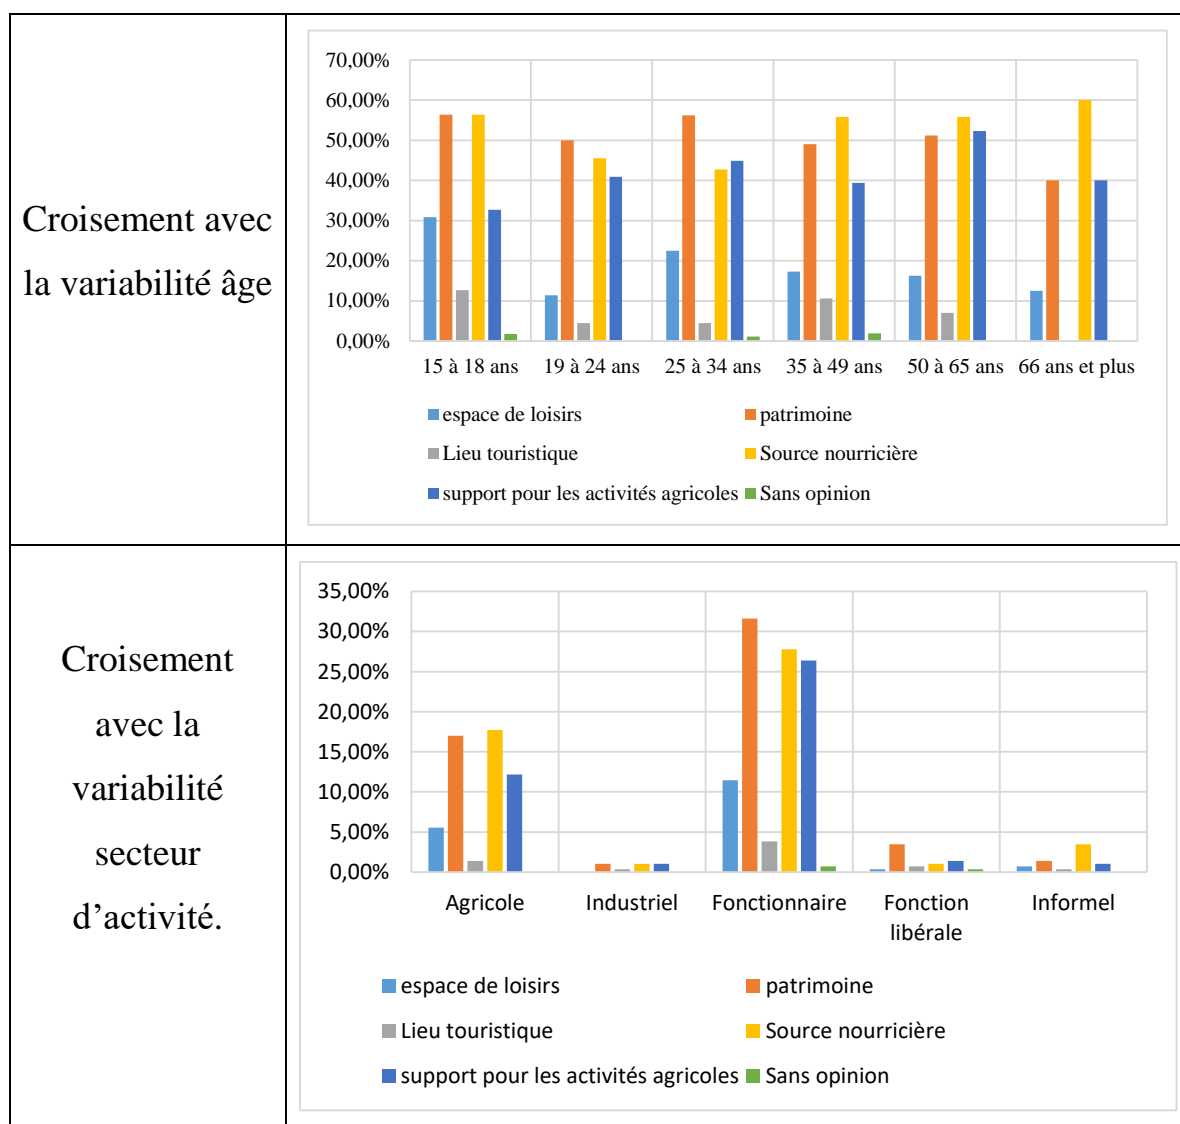 Croisement avec
la variabilité âge
70,00%
60,00%
50,00%
40,00%
30,00%
20,00%
10,00%
0,00%
15 à 18 ans 19 à 24 ans 25 à 34 ans 35 à 49 ans 50 à 65 ans 66 ans et plus
espace de loisirs patrimoine
Lieu touristique Source nourricière
support pour les activités agricoles Sans opinion
Croisement
avec la
variabilité
secteur
d’activité.
35,00%
30,00%
25,00%
20,00%
15,00%
10,00%
5,00%
0,00%
Agricole Industriel Fonctionnaire Fonction libérale Informel
espace de loisirs patrimoine
Lieu touristique Source nourricière
support pour les activités agricoles Sans opinion